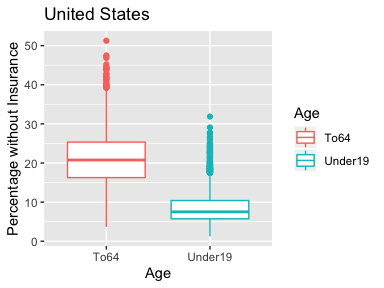 United States
Percentage without Insurance
50
40
30
20
10
0
To64
Under19
Age
Age
To64
Under19